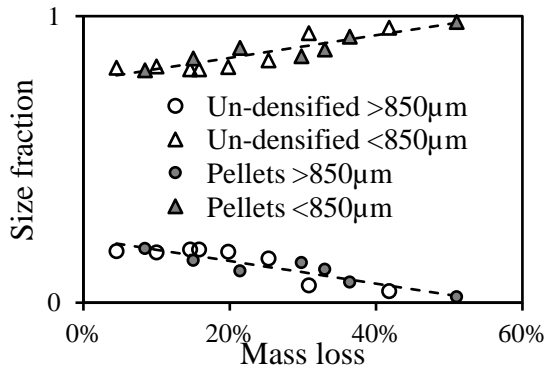 1
Size fraction
Un-densified >850µm
Un-densified <850µm
Pellets >850µm
Pellets <850µm
0
0% 20% 40% 60%
Mass loss